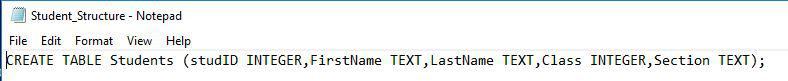 Student_Structure - Notepad
File Edit Format View Help
CREATE TABLE Students (studID INTEGER,FirstName TEXT,LastName TEXT,Class INTEGER,Section TEXT);